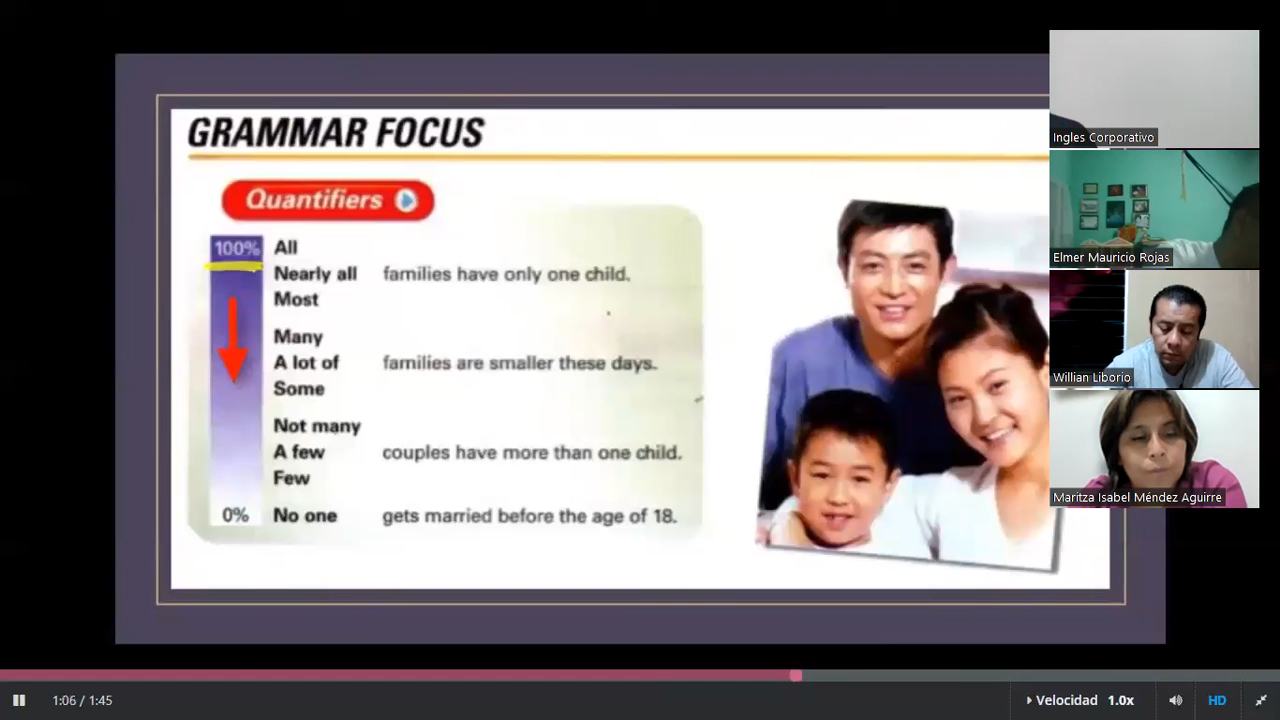 GRAMMAR FOCUS
Quantifiers
100% All
Nearly all families have only one child.
Most
Many
A lot of families are smaller these days.
Some
Not many
A few couples have more than one child.
Few
0% No one gets married before the age of 18.
Ingles Corporativo
Elmer Mauricio Rojas
Willian Liborio
Maritza Isabel Méndez Aguirre
1:06 / 1:45
Velocidad 1.0x
HD